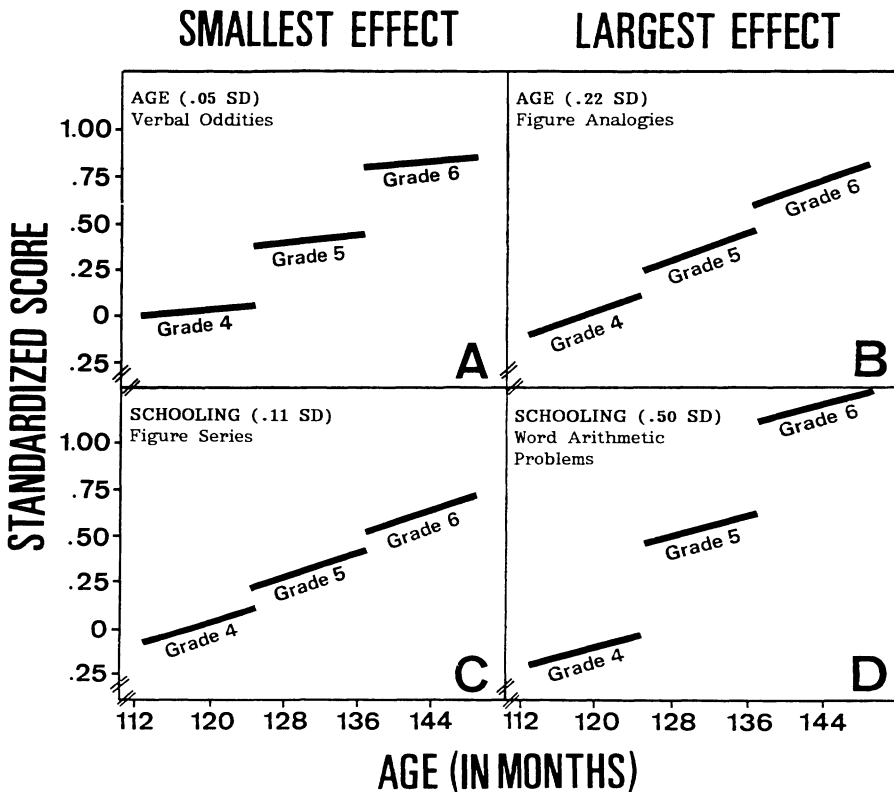 SMALLEST EFFECT
LARGEST EFFECT
STANDARDIZED SCORE
AGE (.05 SD)
Verbal Oddities
1.00
.75
.50
.25
0
.25
Grade 4
Grade 5
Grade 6
A
AGE (.22 SD)
Figure Analogies
Grade 4
Grade 5
Grade 6
B
SCHOOLING (.11 SD)
Figure Series
1.00
.75
.50
.25
0
.25
Grade 4
Grade 5
Grade 6
C
SCHOOLING (.50 SD)
Word Arithmetic
Problems
Grade 4
Grade 5
Grade 6
D
112 120 128 136 144
112 120 128 136 144
AGE (IN MONTHS)